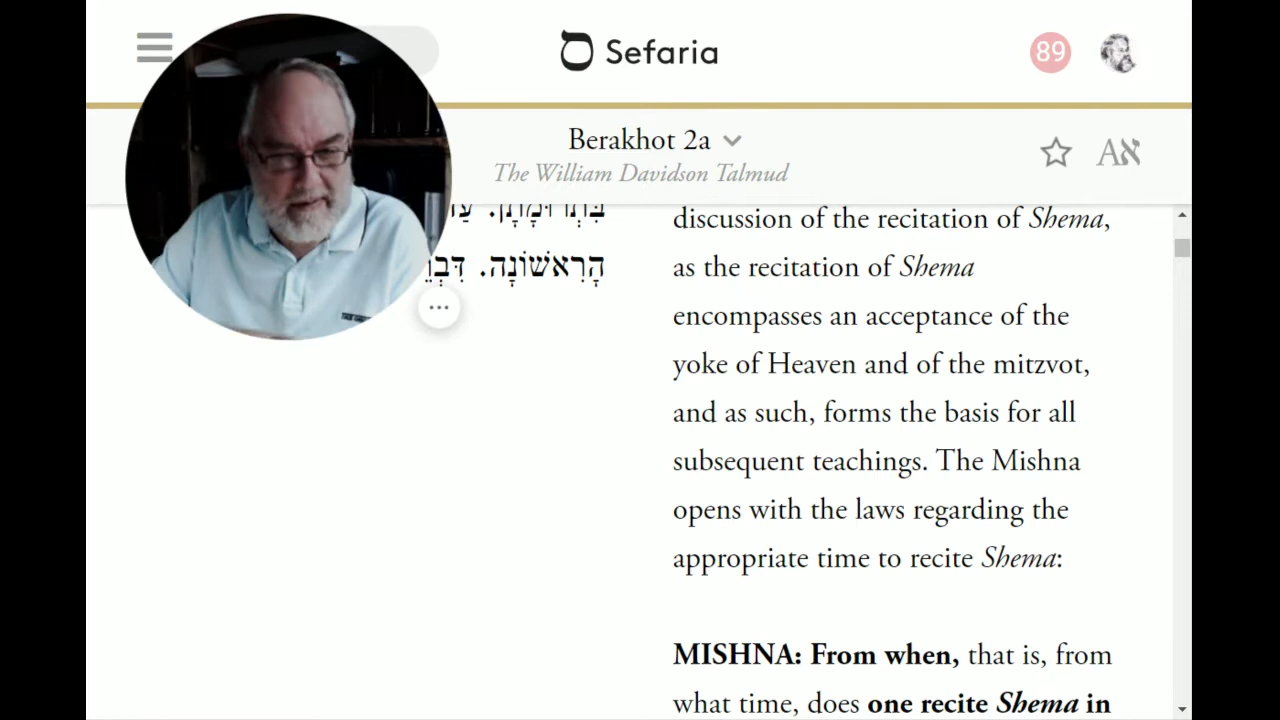 Sefaria
89
Berakhot 2a
The William Davidson Talmud
Aא
הָרִאשׁוֹנָה.
discussion of the recitation of Shema,
as the recitation of Shema
encompasses an acceptance of the
yoke of Heaven and of the mitzvot,
and as such, forms the basis for all
subsequent teachings. The Mishna
opens with the laws regarding the
appropriate time to recite Shema:
MISHNA: From when, that is, from
what time, does one recite Shema in